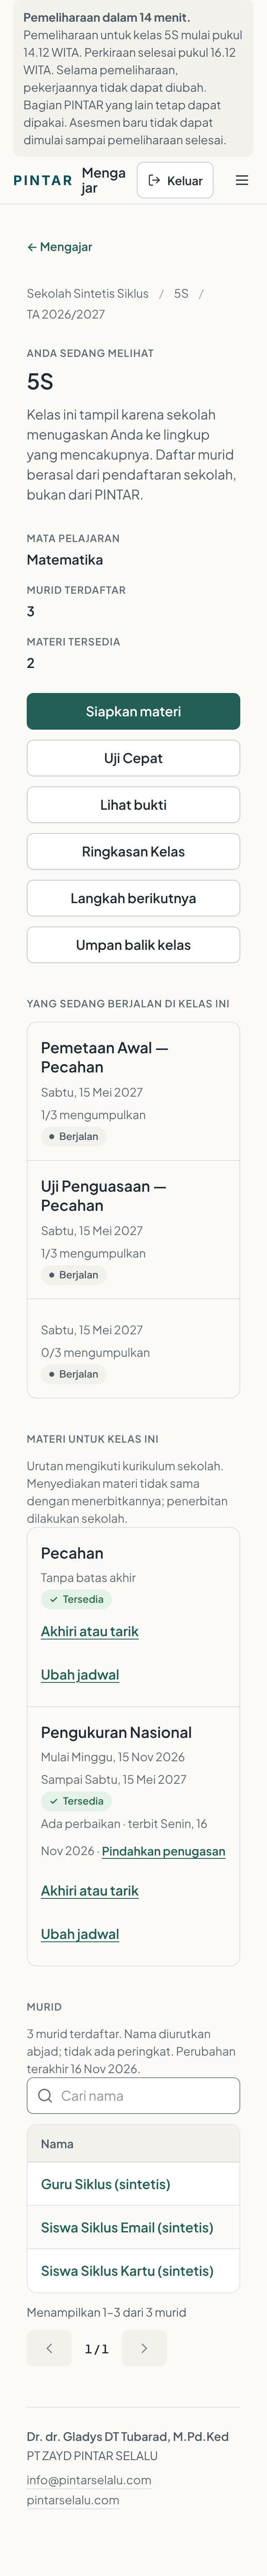 Pemeliharaan dalam 14 menit.
Pemeliharaan untuk kelas 5S mulai pukul
14.12 WITA. Perkiraan selesai pukul 16.12
WITA. Selama pemeliharaan,
pekerjaannya tidak dapat diubah.
Bagian PINTAR yang lain tetap dapat
dipakai. Asesmen baru tidak dapat
dimulai sampai pemeliharaan selesai.
PINTAR
Menga
jar
Keluar
← Mengajar
Sekolah Sintetis Siklus / 5S /
TA 2026/2027
ANDA SEDANG MELIHAT
5S
Kelas ini tampil karena sekolah
menugaskan Anda ke lingkup
yang mencakupnya. Daftar murid
berasal dari pendaftaran sekolah,
bukan dari PINTAR.
MATA PELAJARAN
Matematika
MURID TERDAFTAR
3
MATERI TERSEDIA
2
Siapkan materi
Uji Cepat
Lihat bukti
Ringkasan Kelas
Langkah berikutnya
Umpan balik kelas
YANG SEDANG BERJALAN DI KELAS INI
Pemetaan Awal —
Pecahan
Sabtu, 15 Mei 2027
1/3 mengumpulkan
Berjalan
Uji Penguasaan —
Pecahan
Sabtu, 15 Mei 2027
1/3 mengumpulkan
Berjalan
Sabtu, 15 Mei 2027
0/3 mengumpulkan
Berjalan
MATERI UNTUK KELAS INI
Urutan mengikuti kurikulum sekolah.
Menyediakan materi tidak sama
dengan menerbitkannya; penerbitan
dilakukan sekolah.
Pecahan
Tanpa batas akhir
✓ Tersedia
Akhiri atau tarik
Ubah jadwal
Pengukuran Nasional
Mulai Minggu, 15 Nov 2026
Sampai Sabtu, 15 Mei 2027
✓ Tersedia
Ada perbaikan · terbit Senin, 16
Nov 2026 · Pindahkan penugasan
Akhiri atau tarik
Ubah jadwal
MURID
3 murid terdaftar. Nama diurutkan
abjad; tidak ada peringkat. Perubahan
terakhir 16 Nov 2026.
Cari nama
Nama
Guru Siklus (sintetis)
Siswa Siklus Email (sintetis)
Siswa Siklus Kartu (sintetis)
Menampilkan 1–3 dari 3 murid
1/1
Dr. dr. Gladys DT Tubarad, M.Pd.Ked
PT ZAYD PINTAR SELALU
info@pintarselalu.com
pintarselalu.com